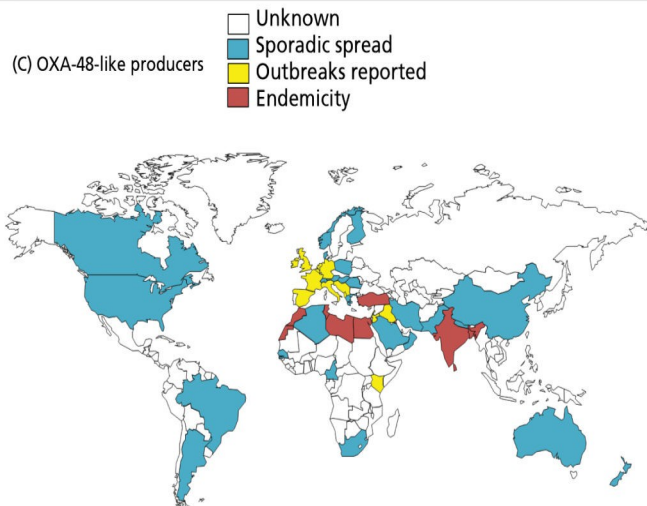 (C) OXA-48-like producers
Unknown
Sporadic spread
Outbreaks reported
Endemicity